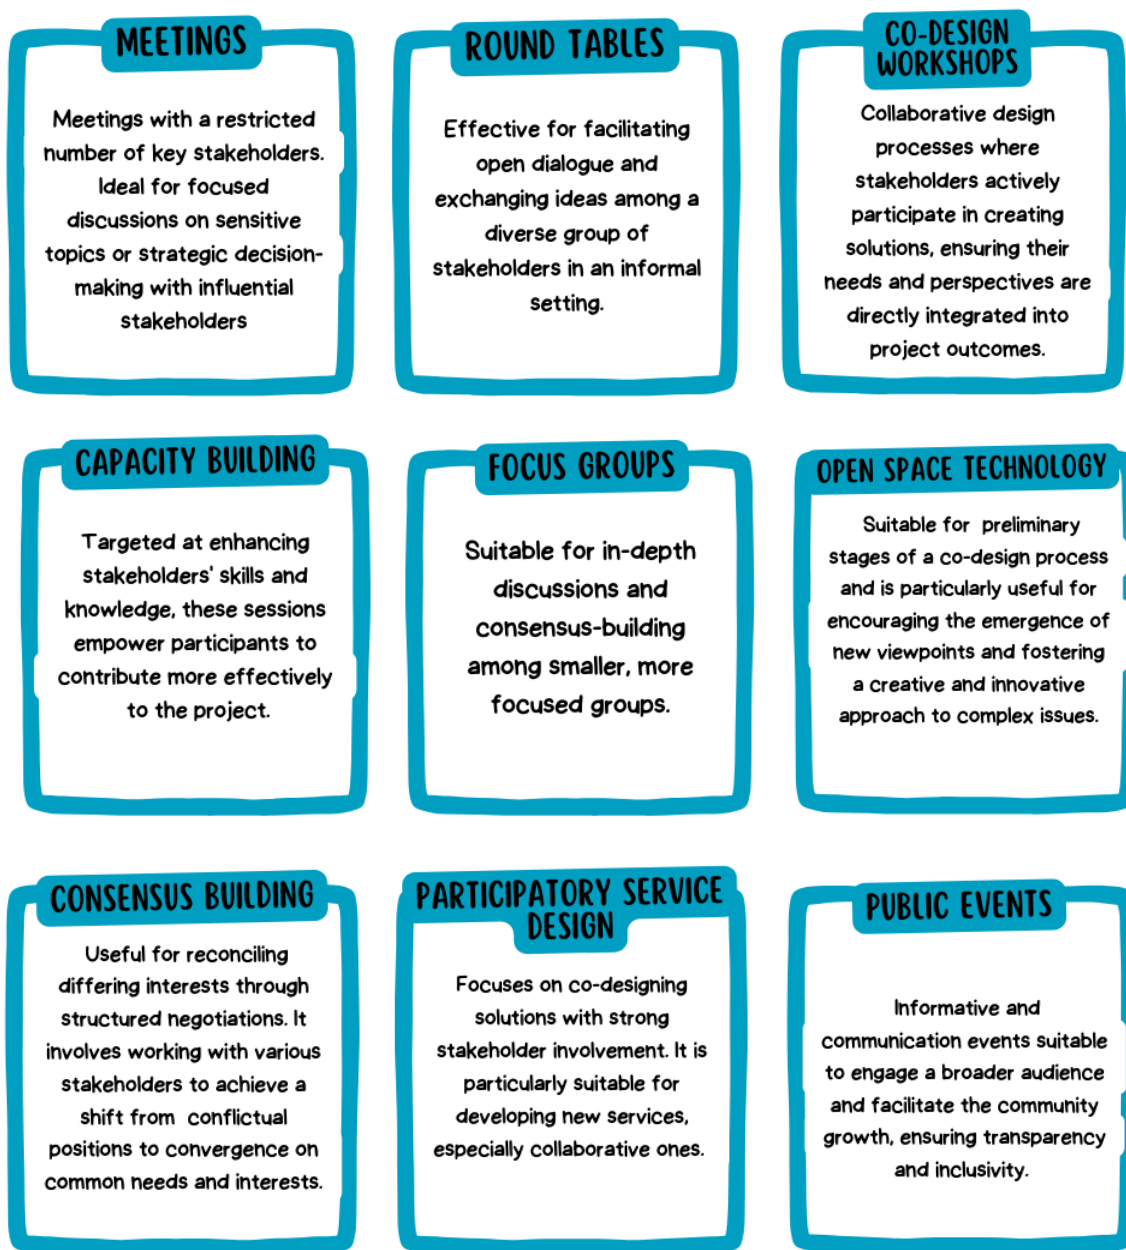 MEETINGS
Meetings with a restricted
number of key stakeholders.
Ideal for focused
discussions on sensitive
topics or strategic decision-
making with influential
stakeholders
ROUND TABLES
Effective for facilitating
open dialogue and
exchanging ideas among a
diverse group of
stakeholders in an informal
setting.
CO-DESIGN
WORKSHOPS
Collaborative design
processes where
stakeholders actively
participate in creating
solutions, ensuring their
needs and perspectives are
directly integrated into
project outcomes.
CAPACITY BUILDING
Targeted at enhancing
stakeholders' skills and
knowledge, these sessions
empower participants to
contribute more effectively
to the project.
FOCUS GROUPS
Suitable for in-depth
discussions and
consensus-building
among smaller, more
focused groups.
OPEN SPACE TECHNOLOGY
Suitable for preliminary
stages of a co-design process
and is particularly useful for
encouraging the emergence of
new viewpoints and fostering
a creative and innovative
approach to complex issues.
CONSENSUS BUILDING
Useful for reconciling
differing interests through
structured negotiations. It
involves working with various
stakeholders to achieve a
shift from conflictual
positions to convergence on
common needs and interests.
PARTICIPATORY SERVICE
DESIGN
Focuses on co-designing
solutions with strong
stakeholder involvement. It is
particularly suitable for
developing new services,
especially collaborative ones.
PUBLIC EVENTS
Informative and
communication events suitable
to engage a broader audience
and facilitate the community
growth, ensuring transparency
and inclusivity.